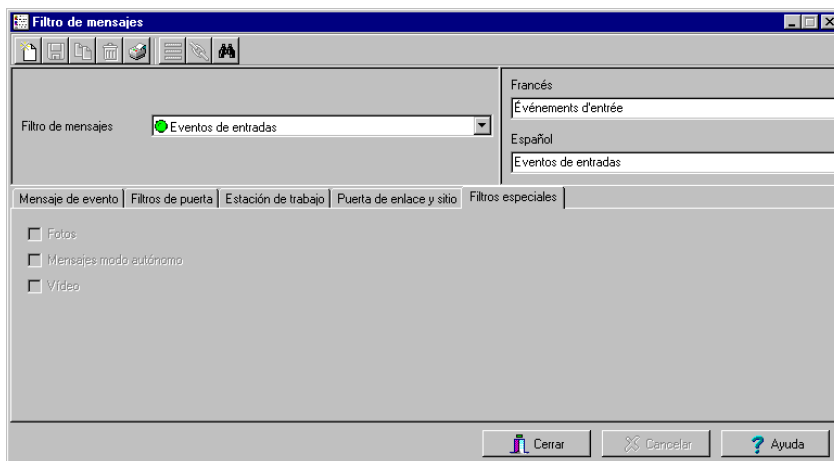 Filtro de mensajes
Francés
Événements d'entrée
Filtro de mensajes
Eventos de entradas
Español
Eventos de entradas
Mensaje de evento
Filtros de puerta
Estación de trabajo
Puerta de enlace y sitio
Filtros especiales
Fotos
Mensajes modo autónomo
Vídeo
Cerrar
Cancelar
Ayuda